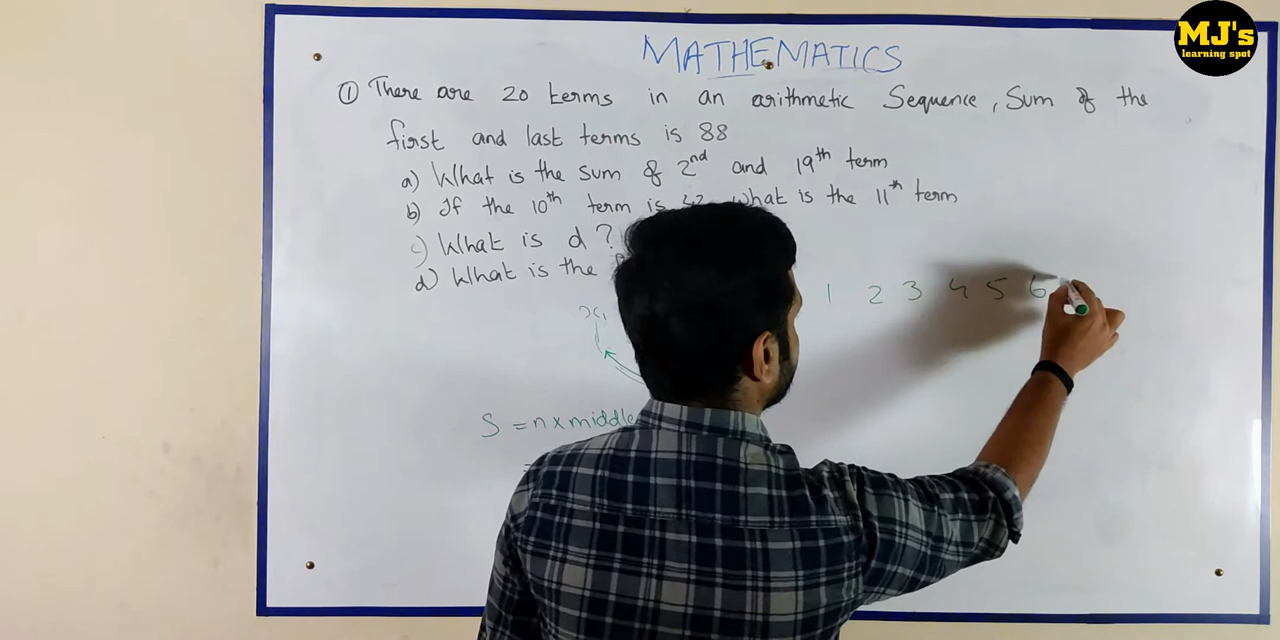 MJ's
learning spot
MATHEMATICS
① There are 20 terms in an arithmetic Sequence, Sum of the
first and last terms is 88
a) What is the sum of 2nd and 19th term
b) If the 10th term is what is the 11th term
c) What is d ?
d) What is the
1 2 3 4 5 6
x₁
S = n x middle